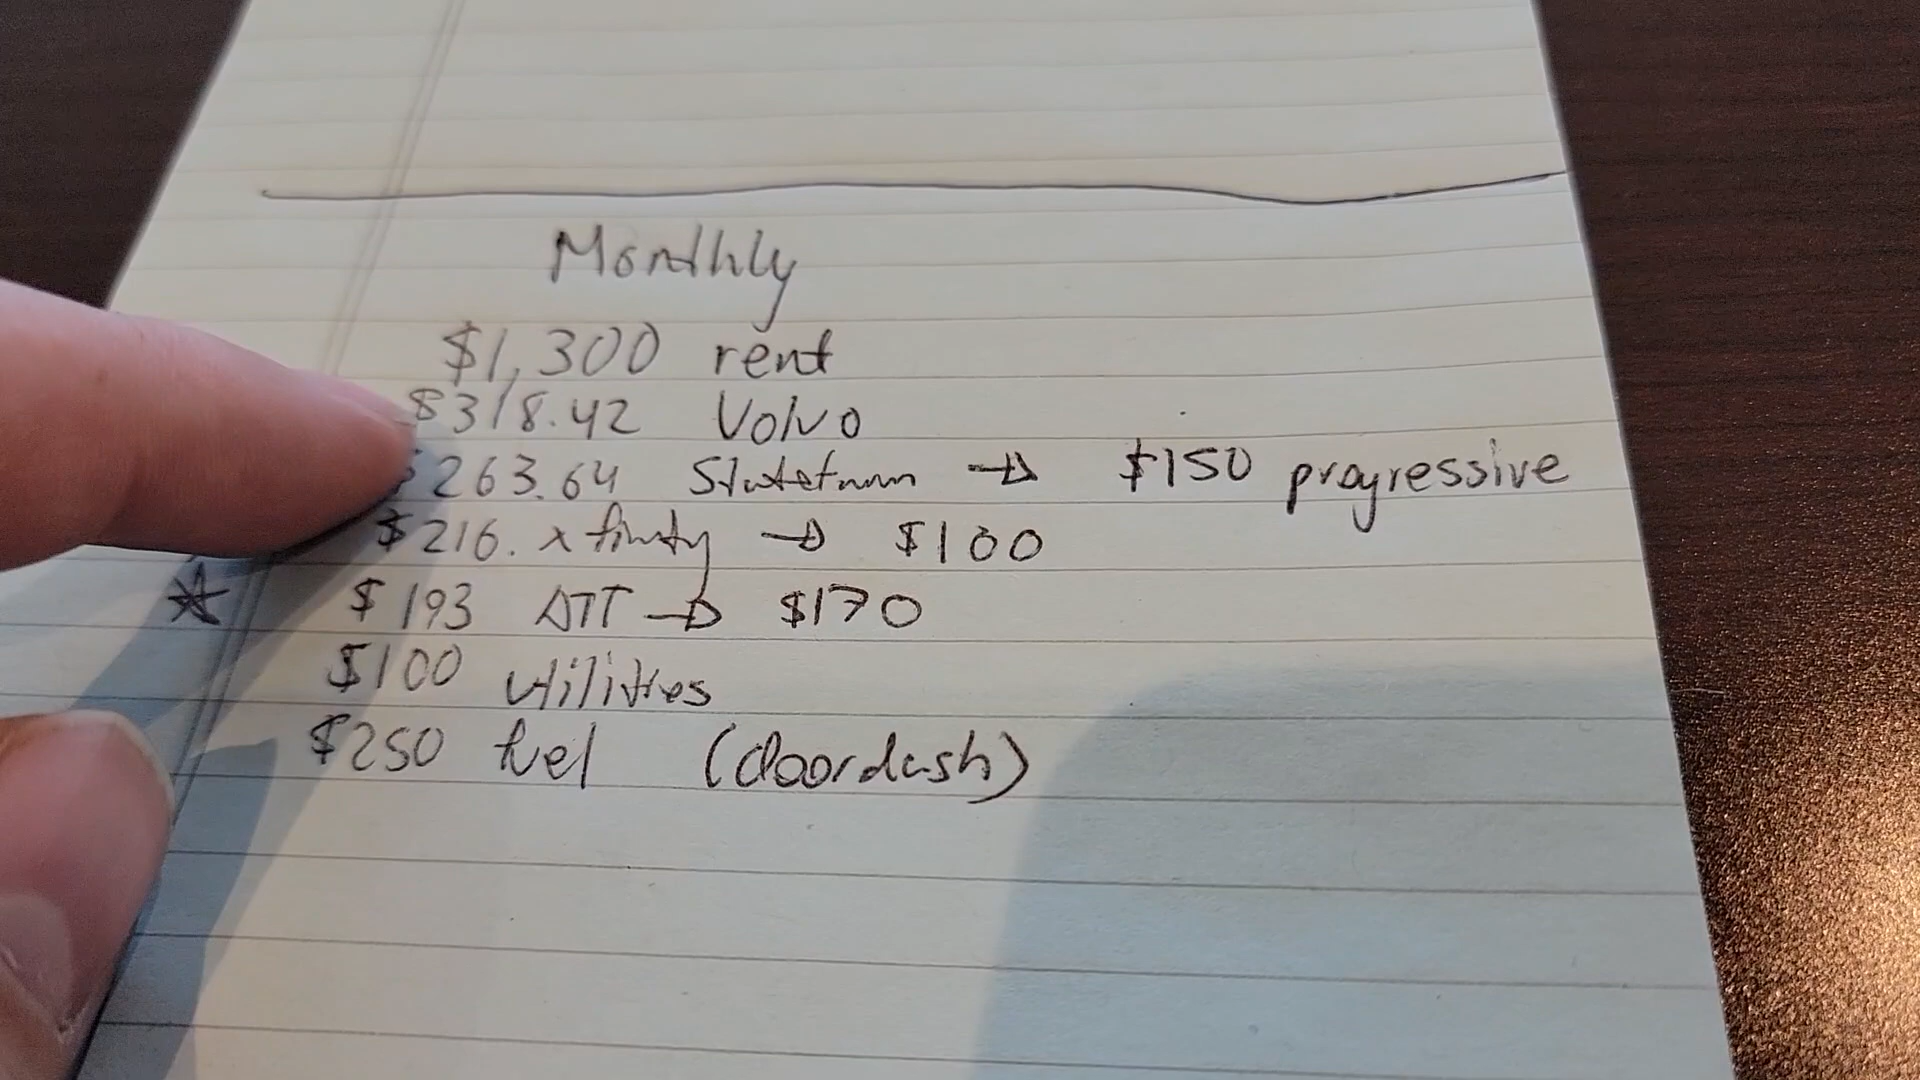 Monthly
$1,300 rent
$318.42 Volvo
$263.64 Statefarm → $150 progressive
$216. xfinity → $100
* $193 ATT → $170
$100 utilities
$250 fuel (doordash)